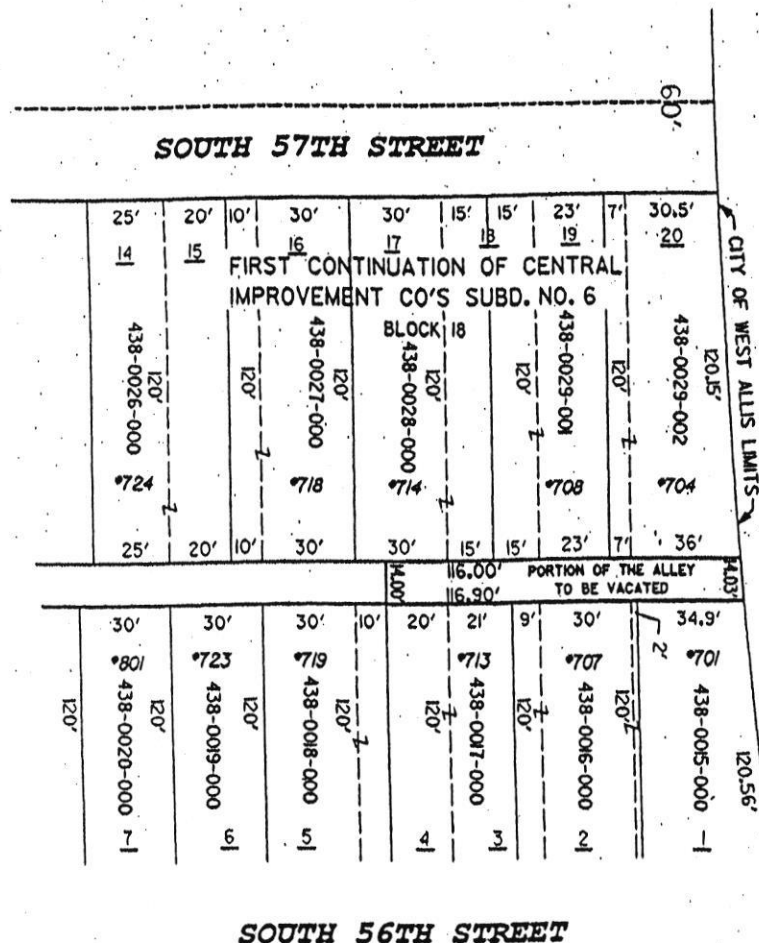 60'
SOUTH 57TH STREET
25' 20' 10' 30' 30' 15' 15' 23' 7' 30.5'
14 15 16 17 18 19 20
FIRST CONTINUATION OF CENTRAL
IMPROVEMENT CO'S SUBD. NO. 6
BLOCK 18
CITY OF WEST ALLIS LIMITS
438-0026-000
120'
120'
438-0027-000
120'
438-0028-000
120'
120'
438-0029-001
120'
438-0029-002
120.15'
*724 *718 *714 *708 *704
25' 20' 10' 30' 30' 15' 15' 23' 7' 36'
14.00'
116.00' PORTION OF THE ALLEY
116.90' TO BE VACATED
14.03'
30' 30' 30' 10' 20' 21' 9' 30' 34.9'
2'
*801 *723 *719 *713 *707 *701
120'
438-0020-000
120'
438-0019-000
120'
438-0018-000
120'
120'
438-0017-000
120'
438-0016-000
120'
438-0015-000
120.56'
7 6 5 4 3 2 1
SOUTH 56TH STREET